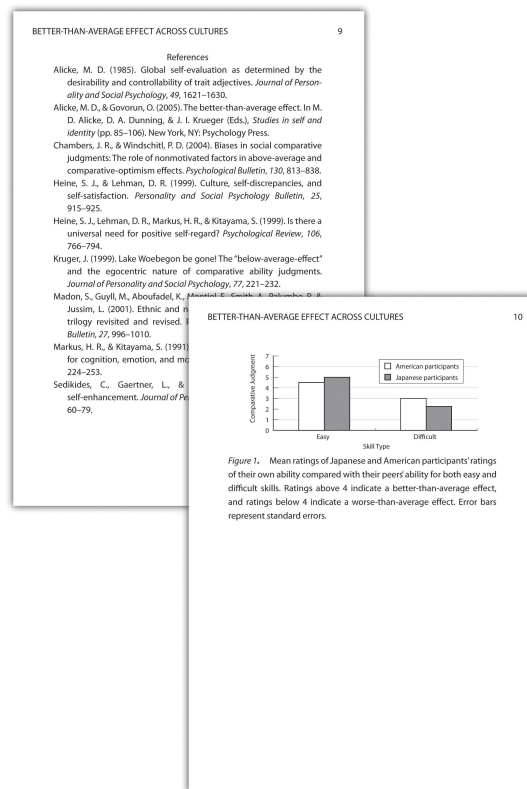 BETTER-THAN-AVERAGE EFFECT ACROSS CULTURES 9
References
Alicke, M. D. (1985). Global self-evaluation as determined by the
desirability and controllability of trait adjectives. Journal of Person-
ality and Social Psychology, 49, 1621–1630.
Alicke, M. D., & Govorun, O. (2005). The better-than-average effect. In M.
D. Alicke, D. A. Dunning, & J. I. Krueger (Eds.), Studies in self and
identity (pp. 85–106). New York, NY: Psychology Press.
Chambers, J. R., & Windschitl, P. D. (2004). Biases in social comparative
judgments: The role of nonmotivated factors in above-average and
comparative-optimism effects. Psychological Bulletin, 130, 813–838.
Heine, S. J., & Lehman, D. R. (1999). Culture, self-discrepancies, and
self-satisfaction. Personality and Social Psychology Bulletin, 25,
915–925.
Heine, S. J., Lehman, D. R., Markus, H. R., & Kitayama, S. (1999). Is there a
universal need for positive self-regard? Psychological Review, 106,
766–794.
Kruger, J. (1999). Lake Woebegon be gone! The "below-average-effect"
and the egocentric nature of comparative ability judgments.
Journal of Personality and Social Psychology, 77, 221–232.
Madon, S., Guyll, M., Aboufadel, K., Montiel, E., Smith, A., Palumbo, P., &
Jussim, L. (2001). Ethnic and n
trilogy revisited and revised.
Bulletin, 27, 996–1010.
Markus, H. R., & Kitayama, S. (1991)
for cognition, emotion, and mo
224–253.
Sedikides, C., Gaertner, L., &
self-enhancement. Journal of Pe
60–79.
BETTER-THAN-AVERAGE EFFECT ACROSS CULTURES 10
Comparative Judgment
7
6
5
4
3
2
1
0
American participants
Japanese participants
Easy Difficult
Skill Type
Figure 1. Mean ratings of Japanese and American participants' ratings
of their own ability compared with their peers' ability for both easy and
difficult skills. Ratings above 4 indicate a better-than-average effect,
and ratings below 4 indicate a worse-than-average effect. Error bars
represent standard errors.